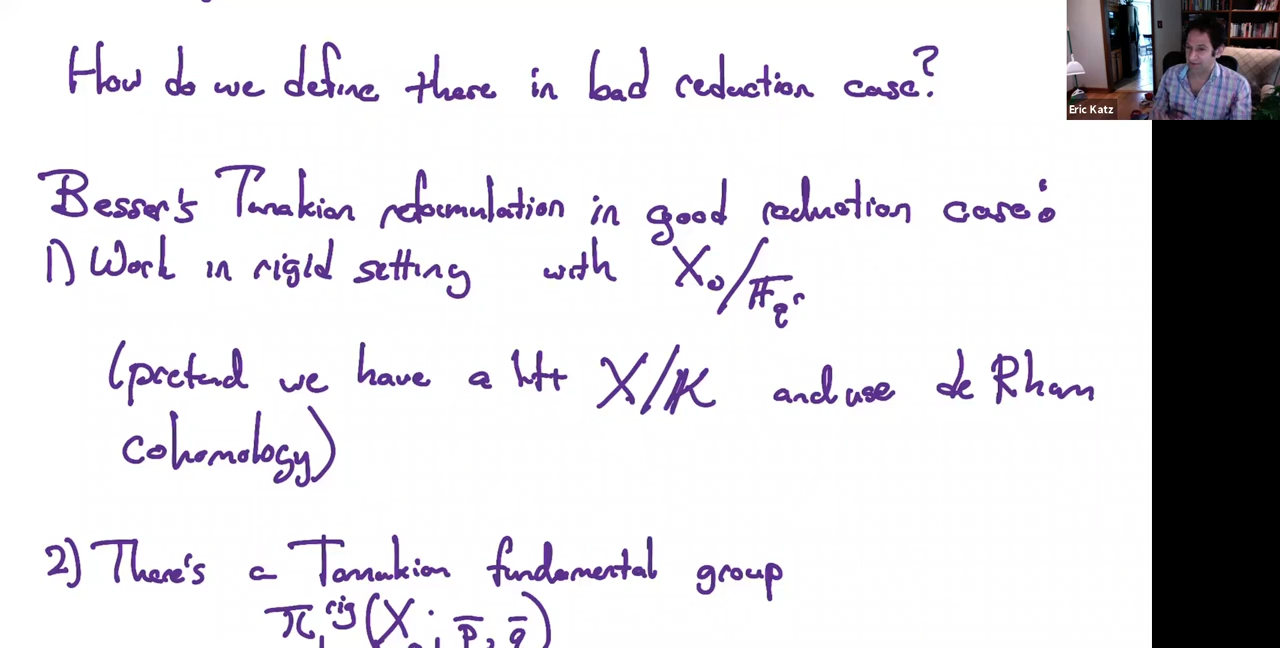 How do we define there in bad reduction case?
Eric Katz
Besser's Tanakian reformulation in good reduction case:
1) Work in rigid setting with X₀/𝔽_q.
(pretend we have a lift X/K and use de Rham
cohomology)
2) There's a Tannakian fundamental group
π₁^rig(X₀; p̄, q̄)